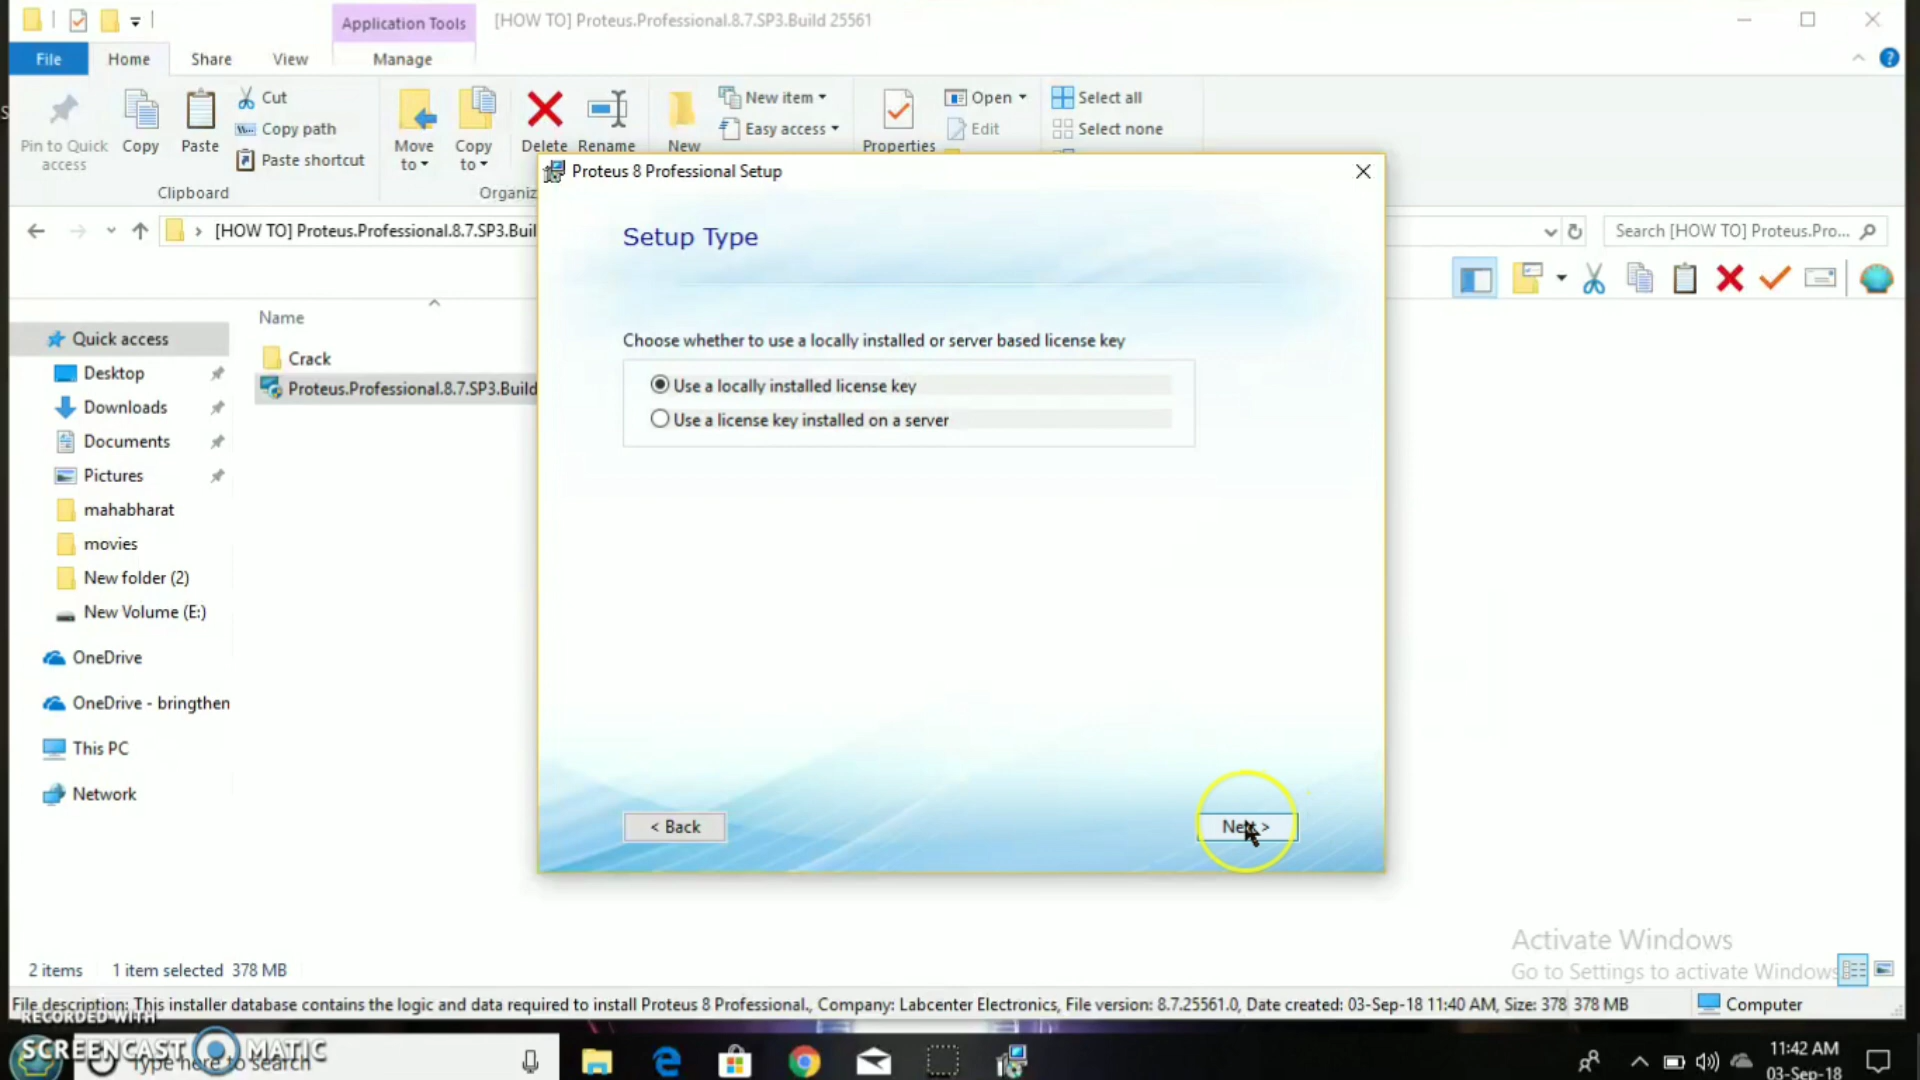 Application Tools
[HOW TO] Proteus.Professional.8.7.SP3.Build 25561
File
Home
Share
View
Manage
Pin to Quick access
Copy
Paste
Cut
Copy path
Paste shortcut
Clipboard
Move to
Copy to
Delete
Rename
Organiz
New
New item
Easy access
Properties
Open
Edit
Select all
Select none
[HOW TO] Proteus.Professional.8.7.SP3.Buil
Search [HOW TO] Proteus.Pro...
Name
Quick access
Desktop
Downloads
Documents
Pictures
mahabharat
movies
New folder (2)
New Volume (E:)
OneDrive
OneDrive - bringthen
This PC
Network
Crack
Proteus.Professional.8.7.SP3.Build
Proteus 8 Professional Setup
Setup Type
Choose whether to use a locally installed or server based license key
Use a locally installed license key
Use a license key installed on a server
< Back
Next >
Activate Windows
Go to Settings to activate Windows
2 items
1 item selected 378 MB
File description: This installer database contains the logic and data required to install Proteus 8 Professional., Company: Labcenter Electronics, File version: 8.7.25561.0, Date created: 03-Sep-18 11:40 AM, Size: 378 378 MB
Computer
RECORDED WITH
SCREENCAST MATIC
Type here to search
11:42 AM
03-Sep-18